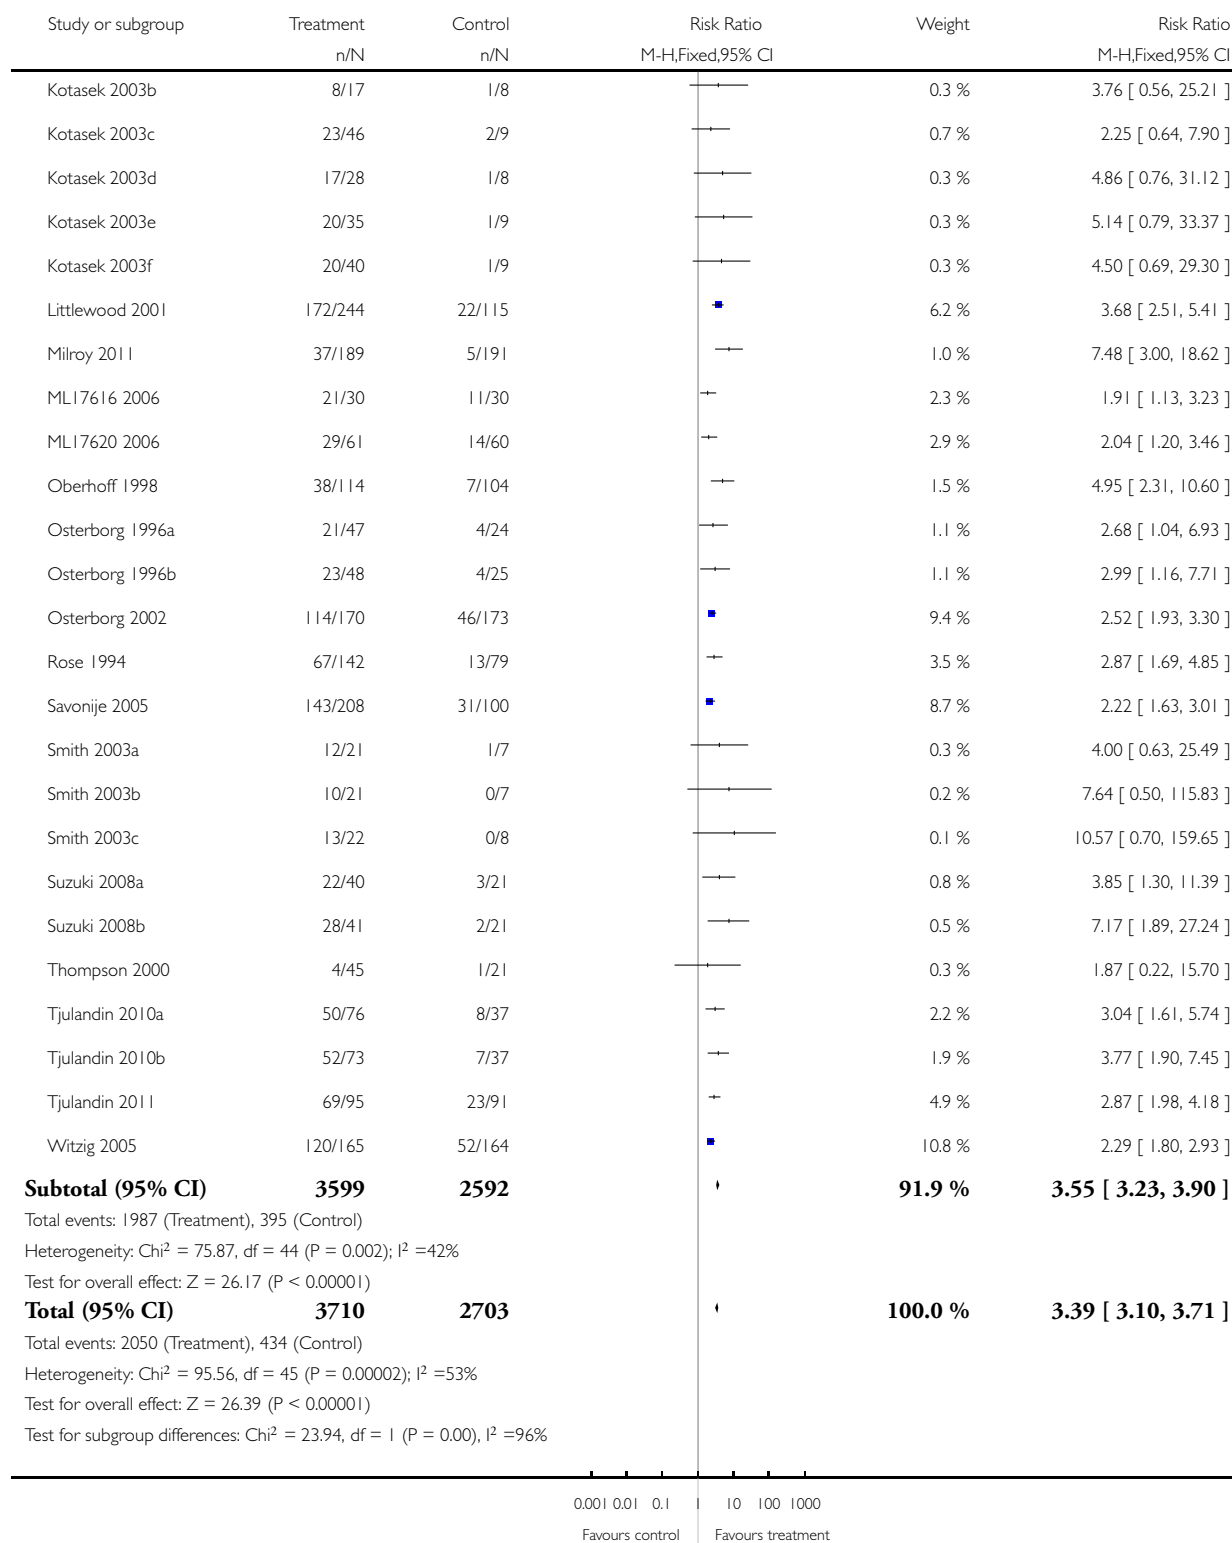 Study or subgroup Treatment Control Risk Ratio Weight Risk Ratio
n/N n/N M-H,Fixed,95% CI M-H,Fixed,95% CI
Kotasek 2003b 8/17 1/8 0.3 % 3.76 [ 0.56, 25.21 ]
Kotasek 2003c 23/46 2/9 0.7 % 2.25 [ 0.64, 7.90 ]
Kotasek 2003d 17/28 1/8 0.3 % 4.86 [ 0.76, 31.12 ]
Kotasek 2003e 20/35 1/9 0.3 % 5.14 [ 0.79, 33.37 ]
Kotasek 2003f 20/40 1/9 0.3 % 4.50 [ 0.69, 29.30 ]
Littlewood 2001 172/244 22/115 6.2 % 3.68 [ 2.51, 5.41 ]
Milroy 2011 37/189 5/191 1.0 % 7.48 [ 3.00, 18.62 ]
ML17616 2006 21/30 11/30 2.3 % 1.91 [ 1.13, 3.23 ]
ML17620 2006 29/61 14/60 2.9 % 2.04 [ 1.20, 3.46 ]
Oberhoff 1998 38/114 7/104 1.5 % 4.95 [ 2.31, 10.60 ]
Osterborg 1996a 21/47 4/24 1.1 % 2.68 [ 1.04, 6.93 ]
Osterborg 1996b 23/48 4/25 1.1 % 2.99 [ 1.16, 7.71 ]
Osterborg 2002 114/170 46/173 9.4 % 2.52 [ 1.93, 3.30 ]
Rose 1994 67/142 13/79 3.5 % 2.87 [ 1.69, 4.85 ]
Savonije 2005 143/208 31/100 8.7 % 2.22 [ 1.63, 3.01 ]
Smith 2003a 12/21 1/7 0.3 % 4.00 [ 0.63, 25.49 ]
Smith 2003b 10/21 0/7 0.2 % 7.64 [ 0.50, 115.83 ]
Smith 2003c 13/22 0/8 0.1 % 10.57 [ 0.70, 159.65 ]
Suzuki 2008a 22/40 3/21 0.8 % 3.85 [ 1.30, 11.39 ]
Suzuki 2008b 28/41 2/21 0.5 % 7.17 [ 1.89, 27.24 ]
Thompson 2000 4/45 1/21 0.3 % 1.87 [ 0.22, 15.70 ]
Tjulandin 2010a 50/76 8/37 2.2 % 3.04 [ 1.61, 5.74 ]
Tjulandin 2010b 52/73 7/37 1.9 % 3.77 [ 1.90, 7.45 ]
Tjulandin 2011 69/95 23/91 4.9 % 2.87 [ 1.98, 4.18 ]
Witzig 2005 120/165 52/164 10.8 % 2.29 [ 1.80, 2.93 ]
Subtotal (95% CI) 3599 2592 91.9 % 3.55 [ 3.23, 3.90 ]
Total events: 1987 (Treatment), 395 (Control)
Heterogeneity: Chi² = 75.87, df = 44 (P = 0.002); I² =42%
Test for overall effect: Z = 26.17 (P < 0.00001)
Total (95% CI) 3710 2703 100.0 % 3.39 [ 3.10, 3.71 ]
Total events: 2050 (Treatment), 434 (Control)
Heterogeneity: Chi² = 95.56, df = 45 (P = 0.00002); I² =53%
Test for overall effect: Z = 26.39 (P < 0.00001)
Test for subgroup differences: Chi² = 23.94, df = 1 (P = 0.00), I² =96%
0.001 0.01 0.1 1 10 100 1000
Favours control Favours treatment